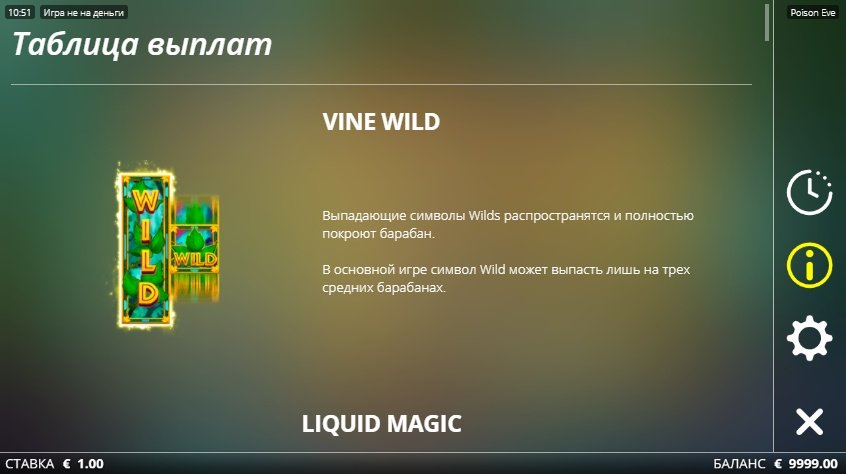 10:51 Игра не на деньги Poison Eve
Таблица выплат
VINE WILD
WILD
WILD
Выпадающие символы Wilds распространятся и полностью
покроют барабан.
В основной игре символ Wild может выпасть лишь на трех
средних барабанах.
LIQUID MAGIC
СТАВКА € 1.00 БАЛАНС € 9999.00